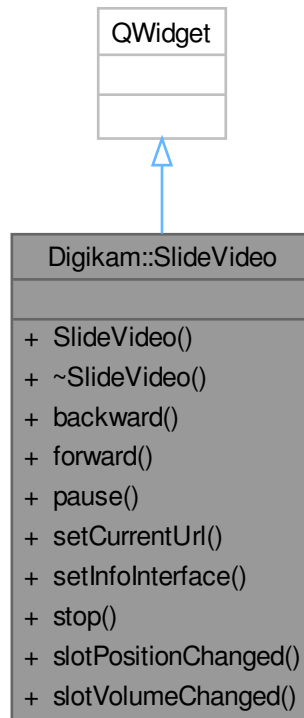 QWidget
Digikam::SlideVideo
+ SlideVideo()
+ ~SlideVideo()
+ backward()
+ forward()
+ pause()
+ setCurrentUrl()
+ setInfoInterface()
+ stop()
+ slotPositionChanged()
+ slotVolumeChanged()